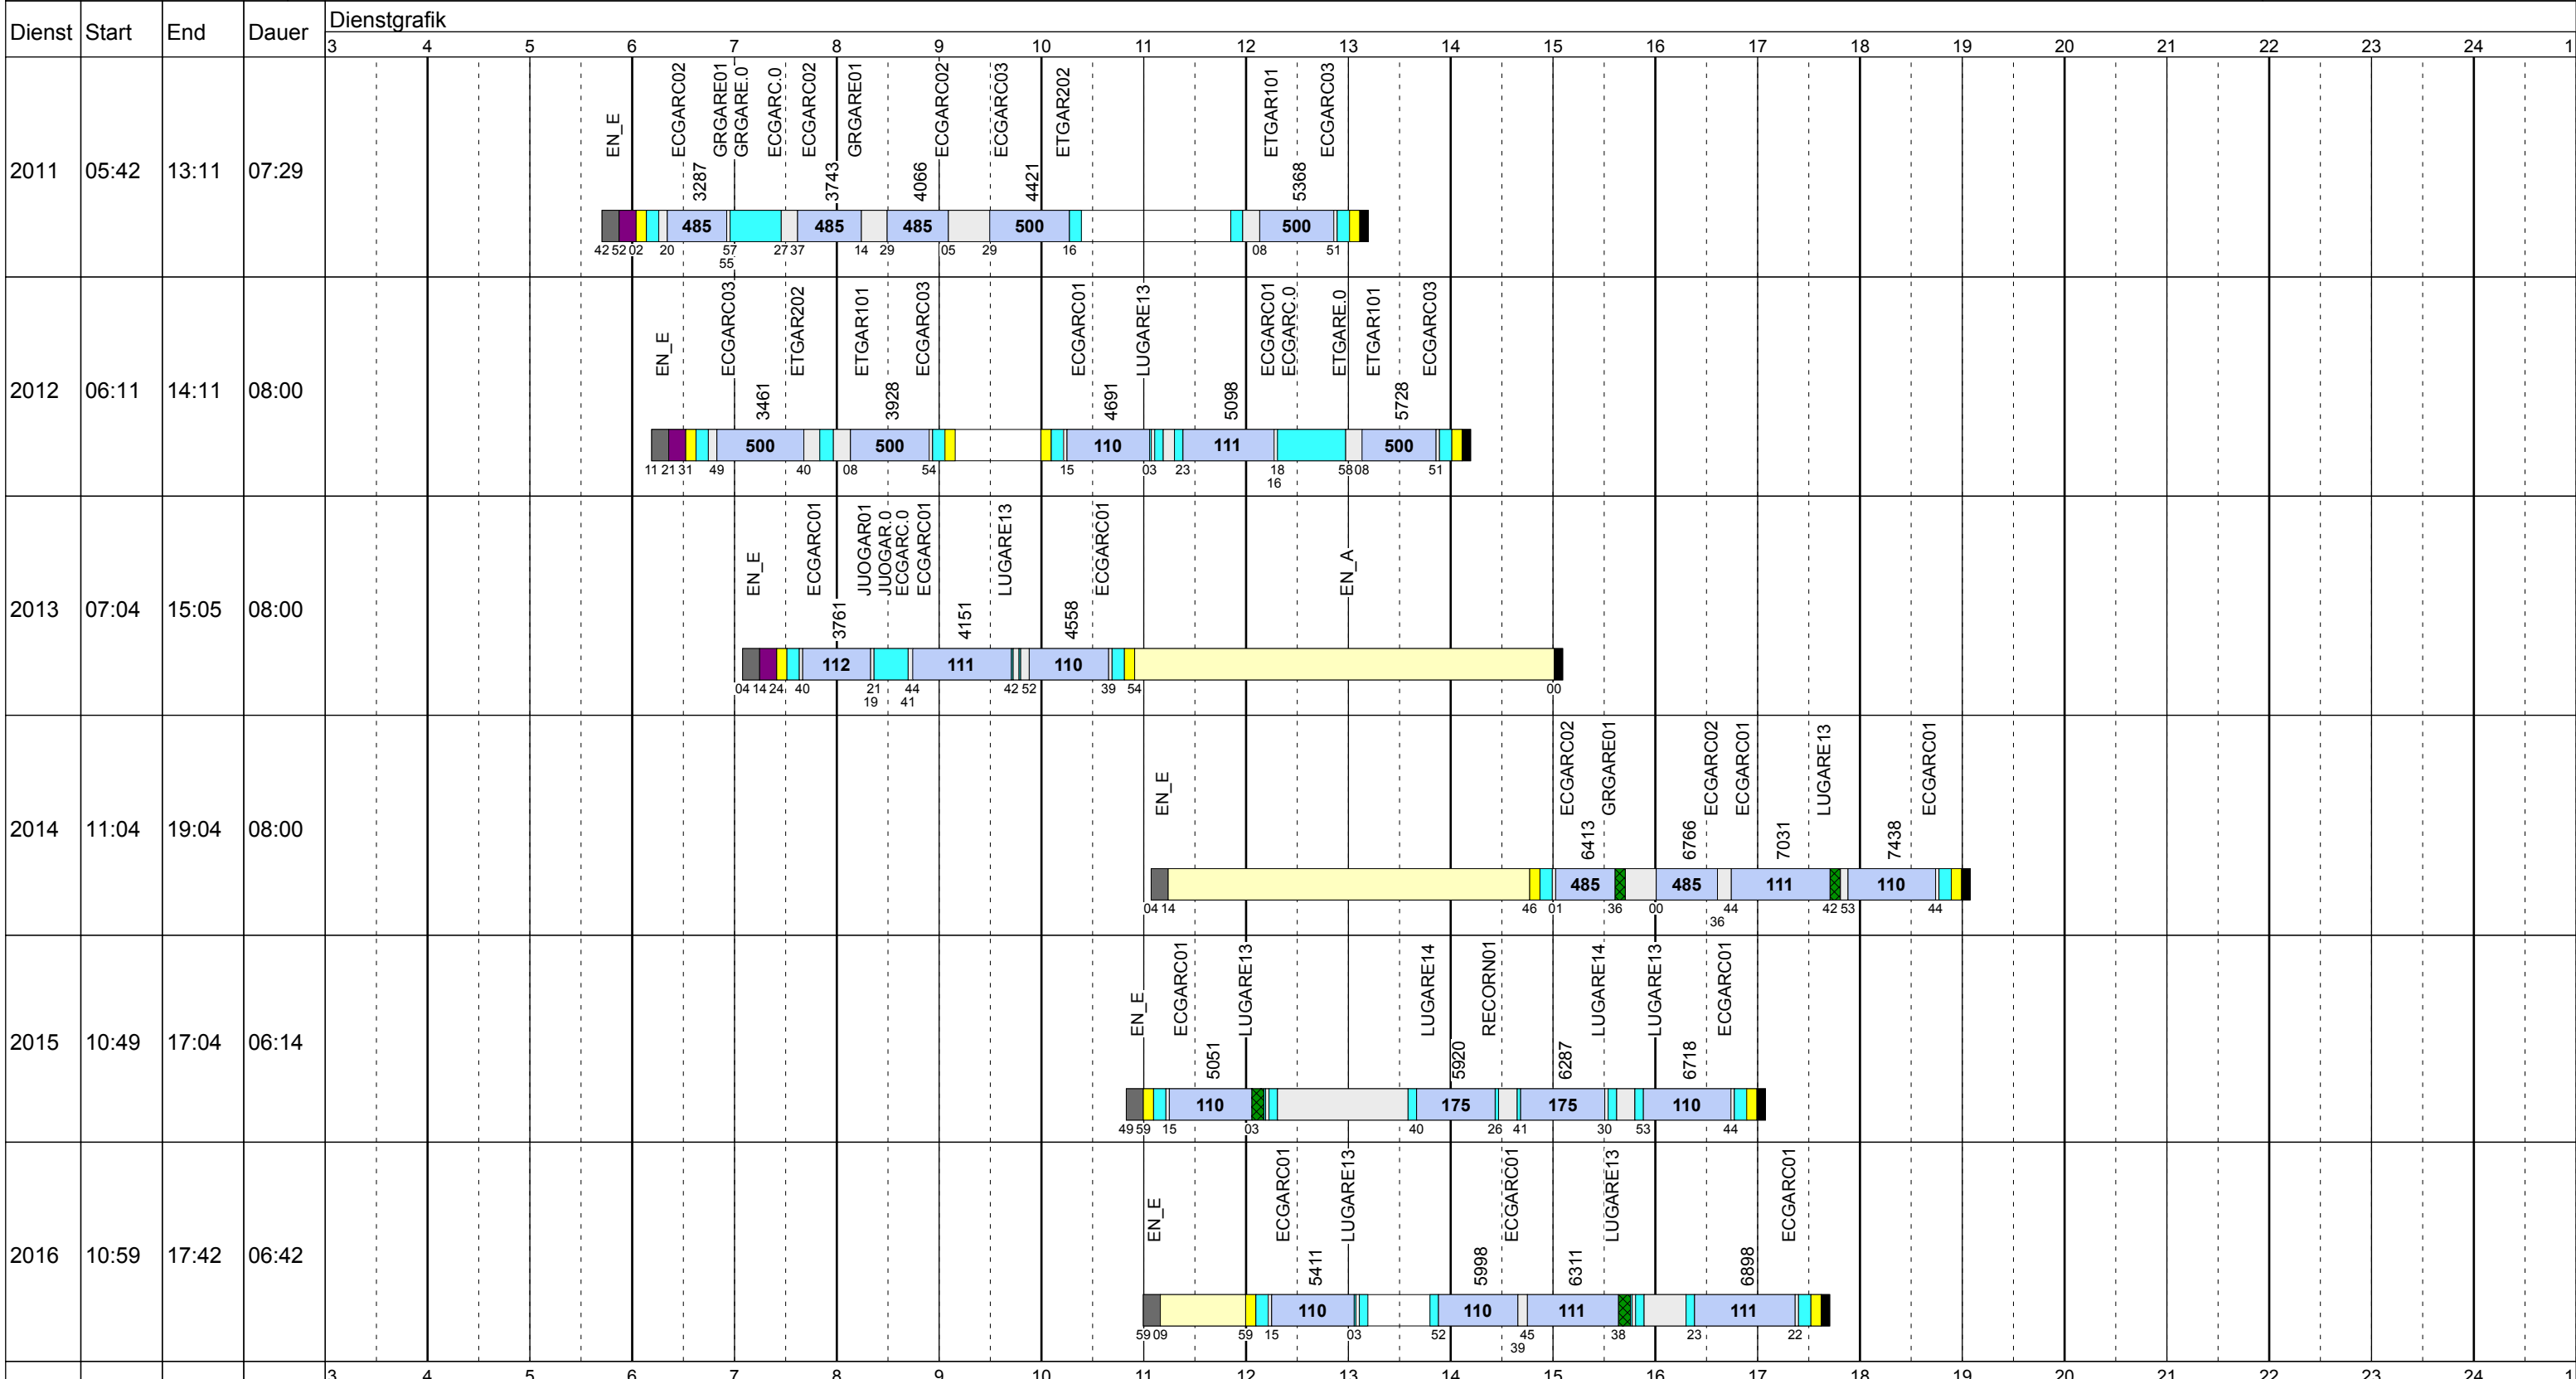 Dienst Start End Dauer Dienstgrafik
3 4 5 6 7 8 9 10 11 12 13 14 15 16 17 18 19 20 21 22 23 24 1
EN_E ECGARC02 GRGARE01 GRGARE.0 ECGARC.0 ECGARC02 GRGARE01 ECGARC02 ECGARC03 ETGAR202 ETGAR101 ECGARC03
3287 3743 4066 4421 5368
2011 05:42 13:11 07:29
485 485 485 500 500
42 52 02 20 57 27 37 14 29 05 29 16 08 51
55
EN_E ECGARC03 ETGAR202 ETGAR101 ECGARC03 ECGARC01 LUGARE13 ECGARC01 ECGARC.0 ETGARE.0 ETGAR101 ECGARC03
3461 3928 4691 5098 5728
2012 06:11 14:11 08:00
500 500 110 111 500
11 21 31 49 40 08 54 15 03 23 18 58 08 51
16
EN_E ECGARC01 JUOGAR01 JUOGAR.0 ECGARC.0 ECGARC01 LUGARE13 ECGARC01 EN_A
3761 4151 4558
2013 07:04 15:05 08:00
112 111 110
04 14 24 40 21 44 42 52 39 54 00
19 41
EN_E ECGARC02 GRGARE01 ECGARC02 ECGARC01 LUGARE13 ECGARC01
6413 6766 7031 7438
2014 11:04 19:04 08:00
485 485 111 110
04 14 46 01 36 00 44 42 53 44
36
EN_E ECGARC01 LUGARE13 LUGARE14 RECORN01 LUGARE14 LUGARE13 ECGARC01
5051 5920 6287 6718
2015 10:49 17:04 06:14
110 175 175 110
49 59 15 03 40 26 41 30 53 44
EN_E ECGARC01 LUGARE13 ECGARC01 LUGARE13 ECGARC01
5411 5998 6311 6898
2016 10:59 17:42 06:42
110 110 111 111
59 09 59 15 03 52 45 38 23 22
39
3 4 5 6 7 8 9 10 11 12 13 14 15 16 17 18 19 20 21 22 23 24 1